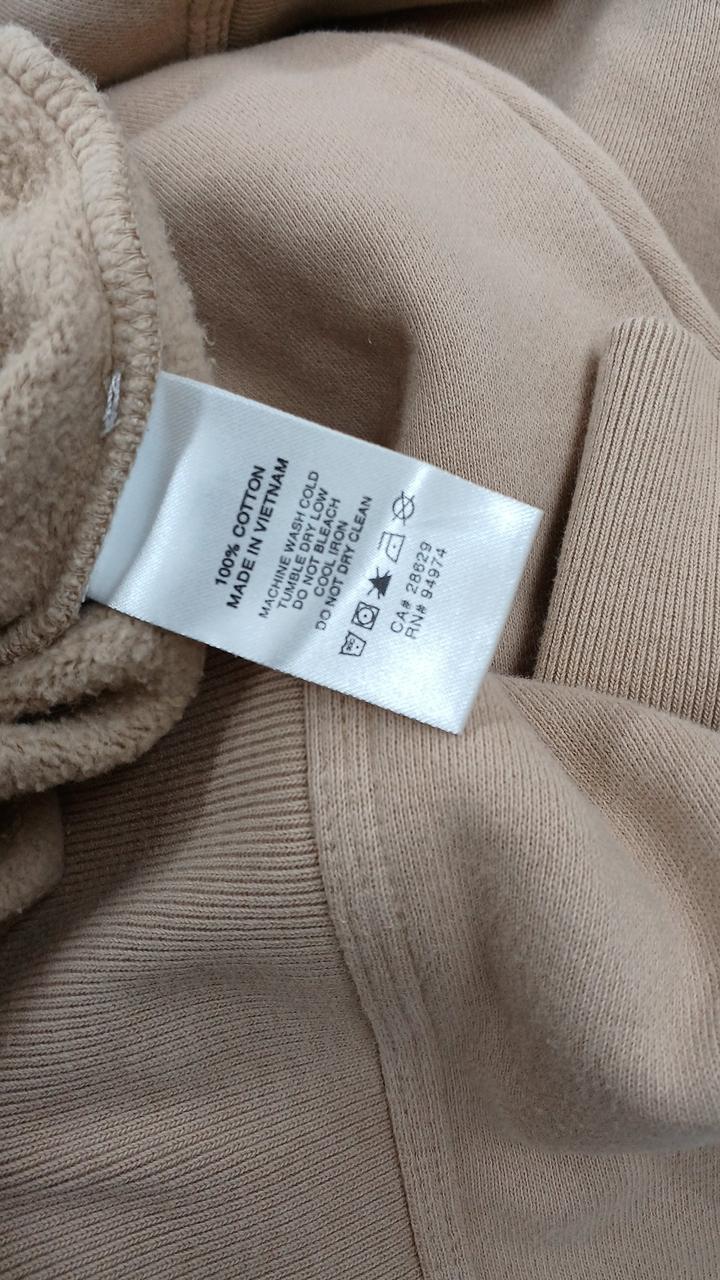 100% COTTON
MADE IN VIETNAM
MACHINE WASH COLD
TUMBLE DRY LOW
DO NOT BLEACH
COOL IRON
DO NOT DRY CLEAN
CA# 28629
RN# 94974